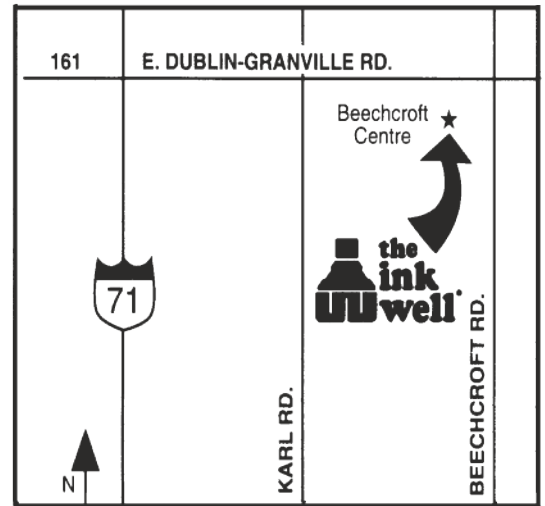 161 E. DUBLIN-GRANVILLE RD.
Beechcroft
Centre
the
ink
well
71
KARL RD.
BEECHCROFT RD.
N